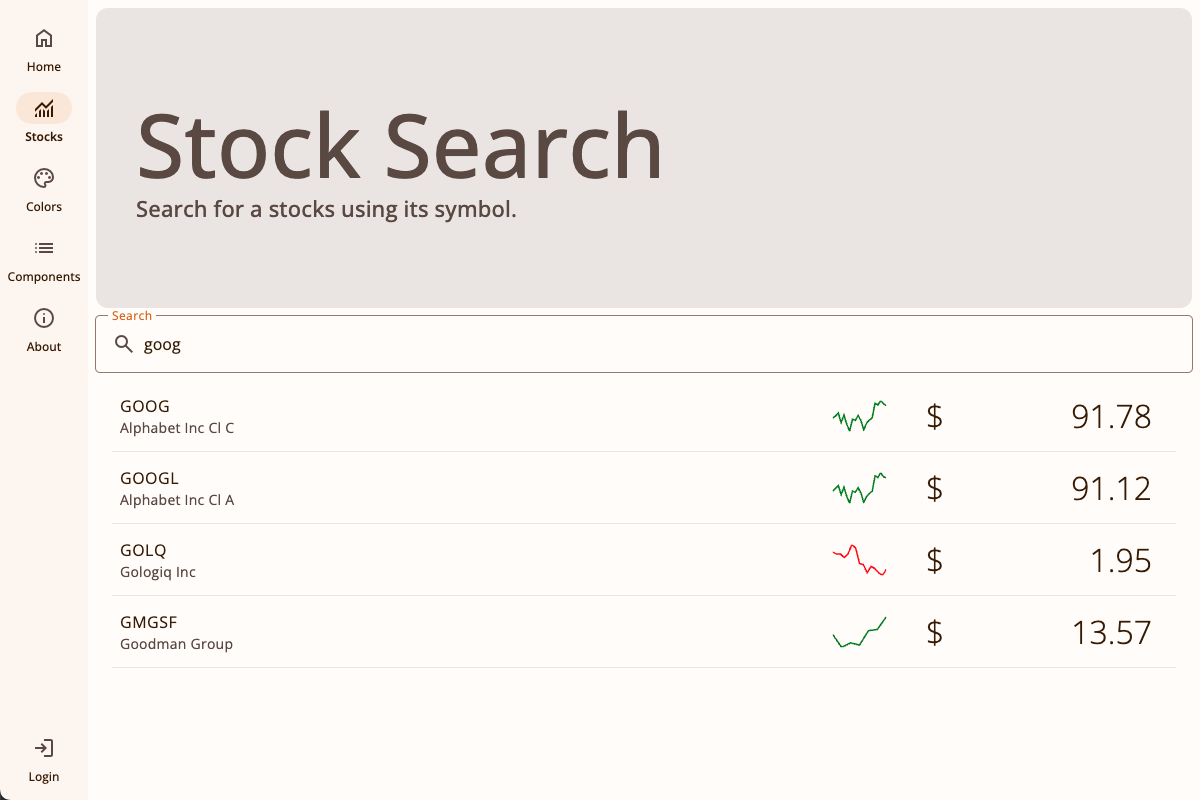 Home
Stocks
Colors
Components
About
Login
Stock Search
Search for a stocks using its symbol.
Search
goog
GOOG
Alphabet Inc Cl C
$ 91.78
GOOGL
Alphabet Inc Cl A
$ 91.12
GOLQ
Gologiq Inc
$ 1.95
GMGSF
Goodman Group
$ 13.57